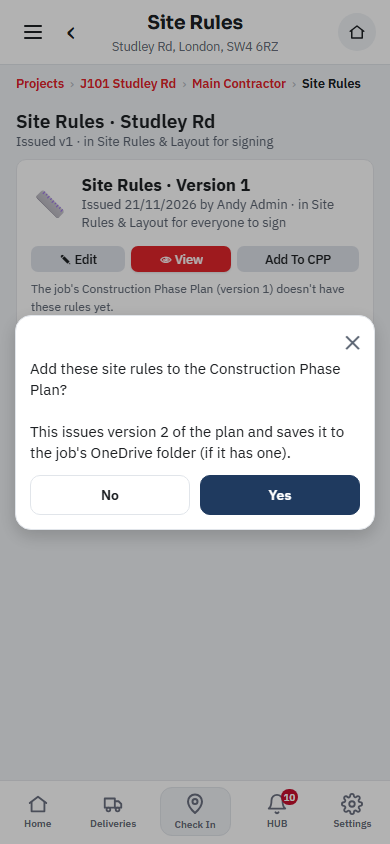 Site Rules
Studley Rd, London, SW4 6RZ
Projects › J101 Studley Rd › Main Contractor › Site Rules
Site Rules · Studley Rd
Issued v1 · in Site Rules & Layout for signing
Site Rules · Version 1
Issued 21/11/2026 by Andy Admin · in Site
Rules & Layout for everyone to sign
Edit View Add To CPP
The job's Construction Phase Plan (version 1) doesn't have
these rules yet.
Add these site rules to the Construction Phase
Plan?
This issues version 2 of the plan and saves it to
the job's OneDrive folder (if it has one).
No Yes
10
Home Deliveries Check In HUB Settings